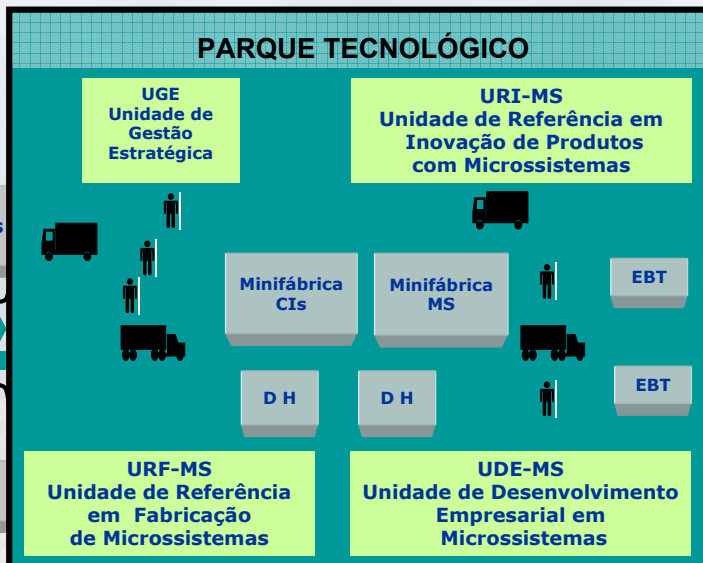 PARQUE TECNOLÓGICO
UGE
Unidade de
Gestão
Estratégica
URI-MS
Unidade de Referência em
Inovação de Produtos
com Microssistemas
s
Minifábrica
CIs
Minifábrica
MS
EBT
D H
D H
EBT
URF-MS
Unidade de Referência
em Fabricação
de Microssistemas
UDE-MS
Unidade de Desenvolvimento
Empresarial em
Microssistemas